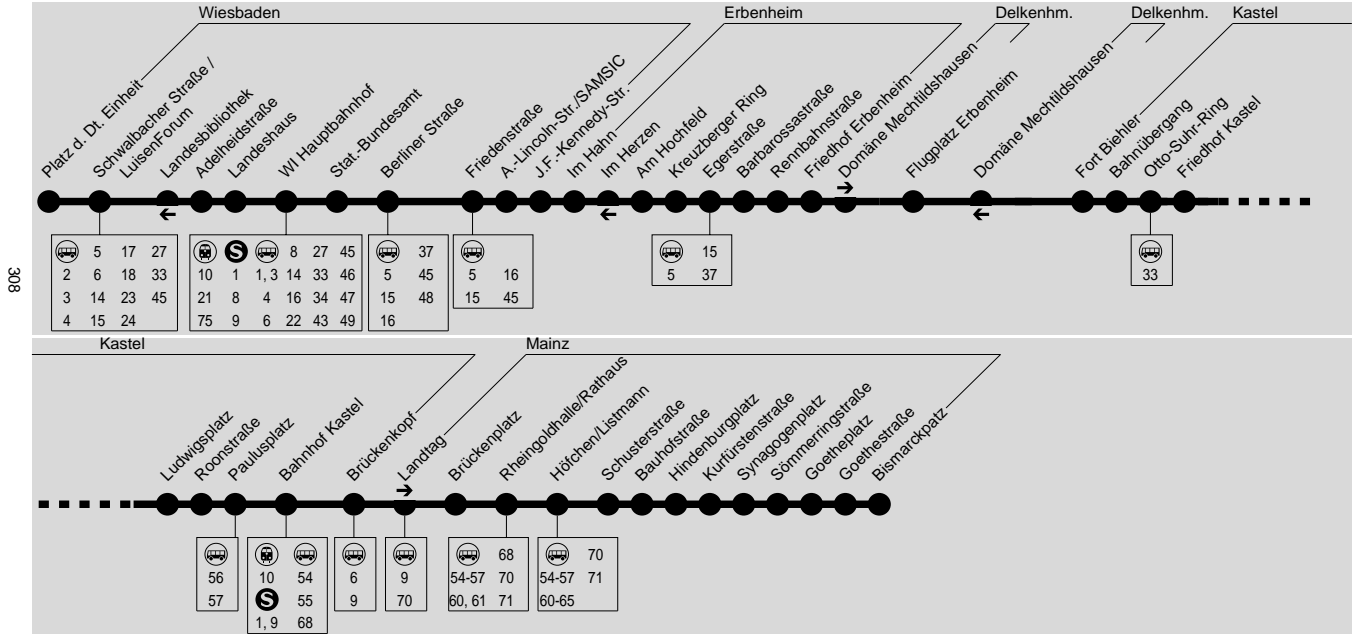 Wiesbaden
Erbenheim
Delkenhm.
Delkenhm.
Kastel
Platz d. Dt. Einheit
Schwalbacher Straße /
LuisenForum
Landesbibliothek
Adelheidstraße
Landeshaus
WI Hauptbahnhof
Stat.-Bundesamt
Berliner Straße
Friedenstraße
A.-Lincoln-Str./SAMSIC
J.F.-Kennedy-Str.
Im Hahn
Im Herzen
Am Hochfeld
Kreuzberger Ring
Egerstraße
Barbarossastraße
Rennbahnstraße
Friedhof Erbenheim
Domäne Mechtildshausen
Flugplatz Erbenheim
Domäne Mechtildshausen
Fort Biehler
Bahnübergang
Otto-Suhr-Ring
Friedhof Kastel
5 17 27
2 6 18 33
3 14 23 45
4 15 24
S 8 27 45
10 1 1, 3 14 33 46
21 8 4 16 34 47
75 9 6 22 43 49
37
5 45
15 48
16
5 16
15 45
15
5 37
33
308
Kastel
Mainz
Ludwigsplatz
Roonstraße
Paulusplatz
Bahnhof Kastel
Brückenkopf
Landtag
Brückenplatz
Rheingoldhalle/Rathaus
Höfchen/Listmann
Schusterstraße
Bauhofstraße
Hindenburgplatz
Kurfürstenstraße
Synagogenplatz
Sömmerringstraße
Goetheplatz
Goethestraße
Bismarckpatz
56
57
10 54
S 55
1, 9 68
6
9
9
70
68
54-57 70
60, 61 71
70
54-57 71
60-65